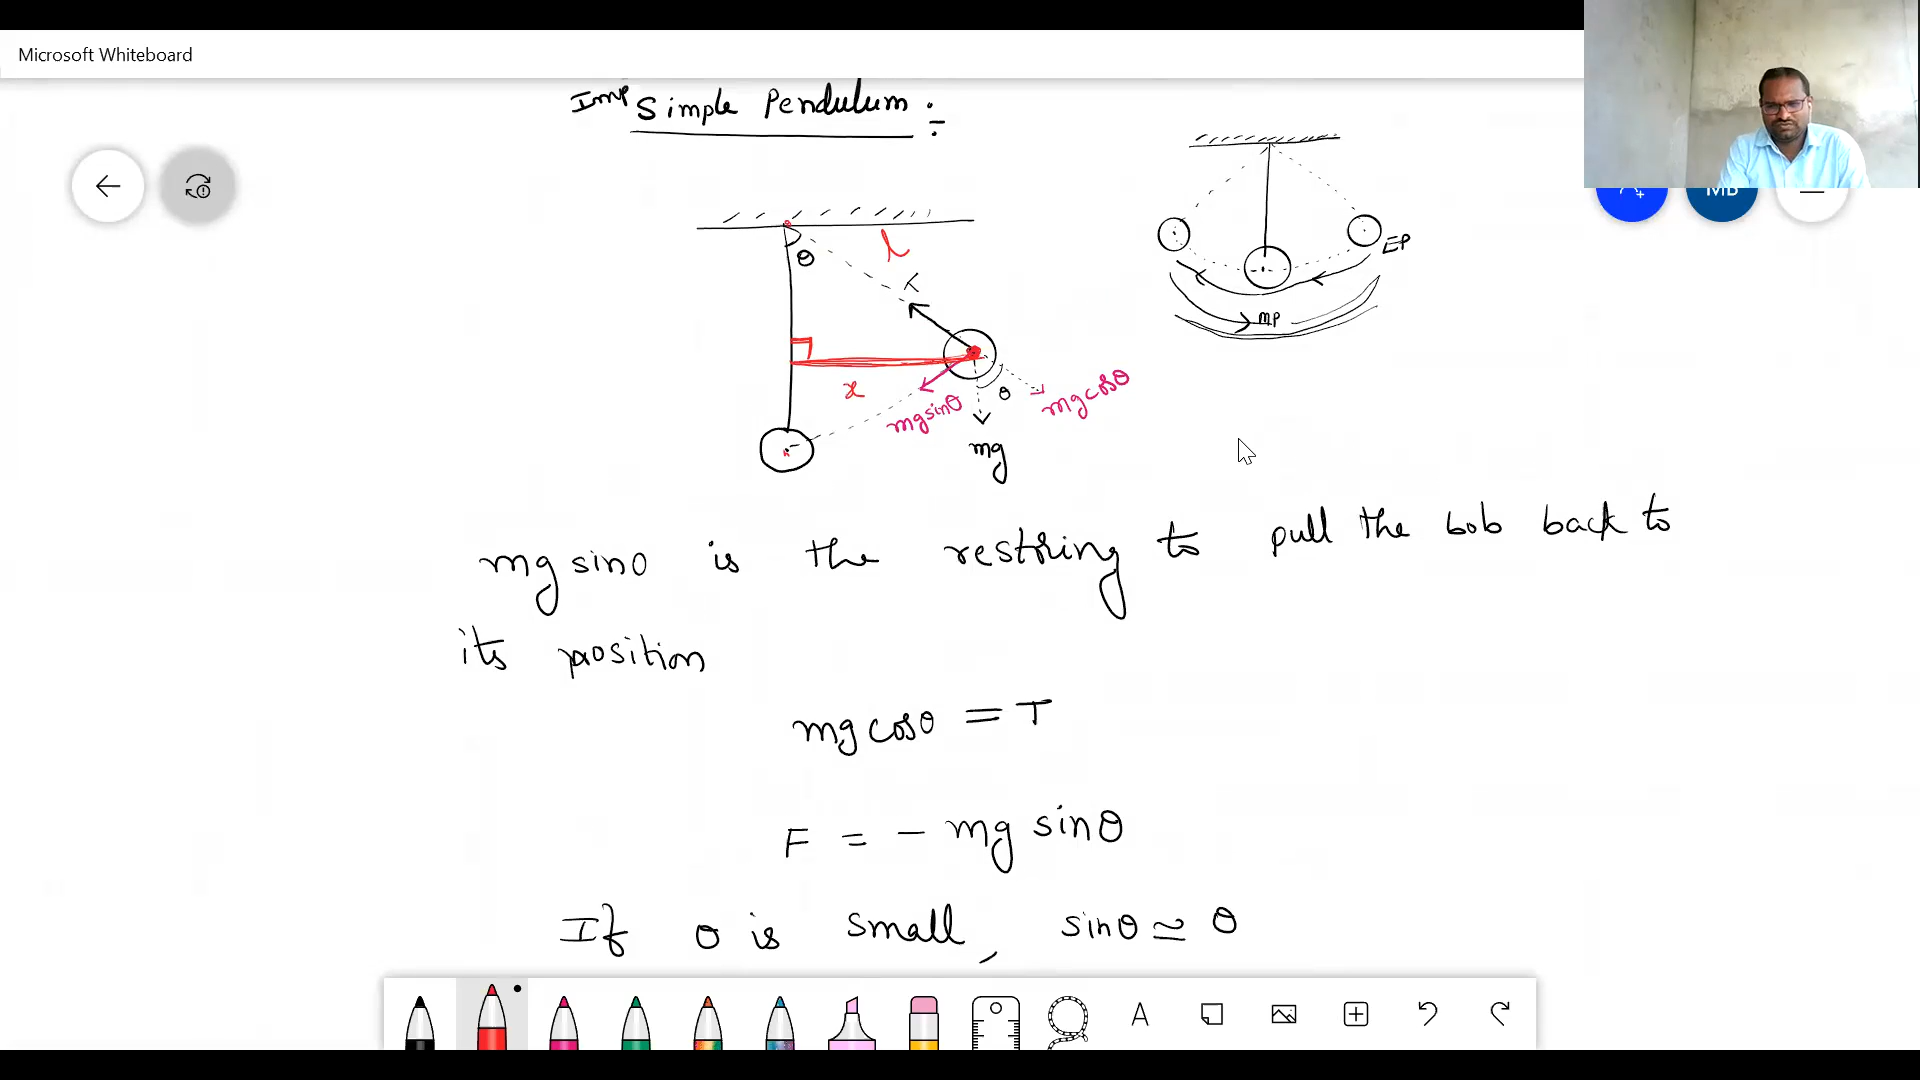 Microsoft Whiteboard
Imp Simple Pendulum :-
θ
l
x
mg sinθ
θ
mg cosθ
mg
EP
MP
MB
mg sinθ is the restring to pull the bob back to
its position
mg cosθ = T
F = - mg sinθ
If θ is small, sinθ ≃ θ
A